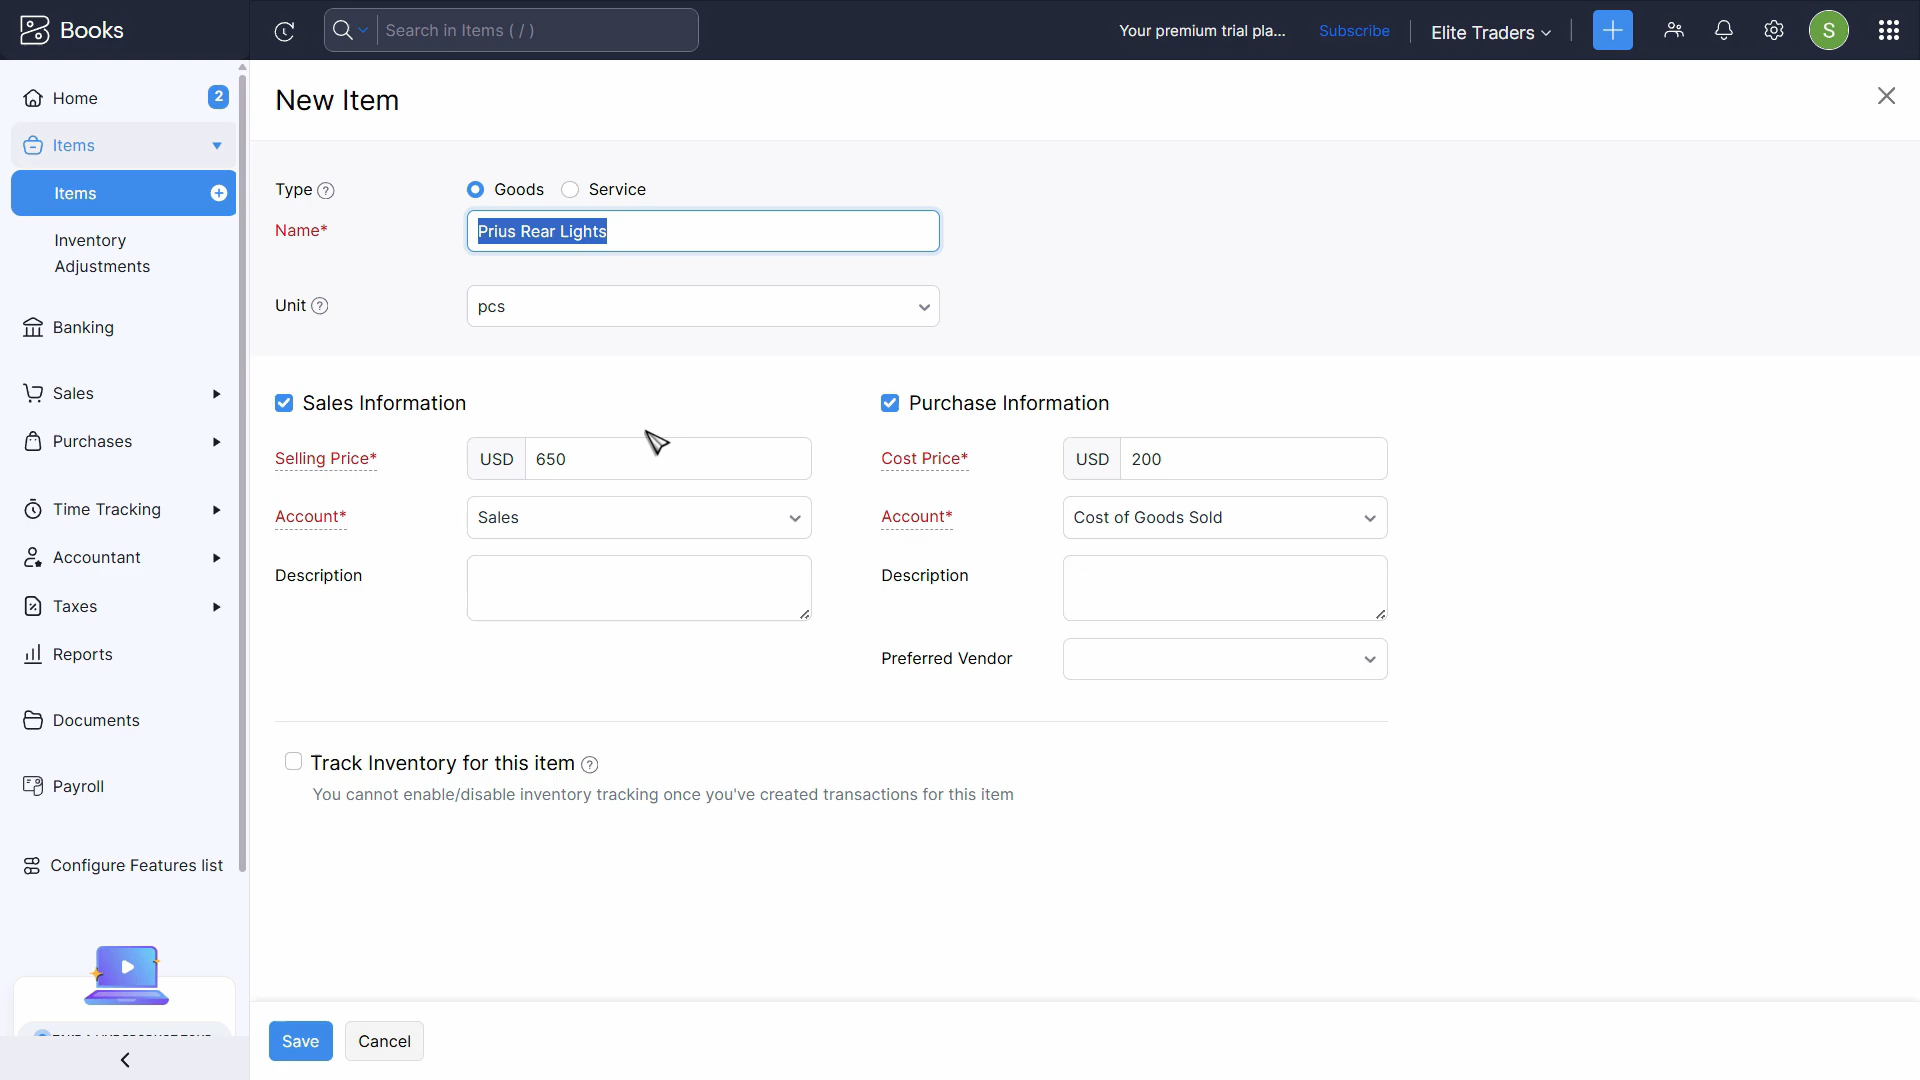 Books
Search in Items ( / )
Your premium trial pla...
Subscribe
Elite Traders
S
Home
2
Items
Items
Inventory
Adjustments
Banking
Sales
Purchases
Time Tracking
Accountant
Taxes
Reports
Documents
Payroll
Configure Features list
New Item
Type
Goods
Service
Name*
Prius Rear Lights
Unit
pcs
Sales Information
Selling Price*
USD
650
Account*
Sales
Description
Purchase Information
Cost Price*
USD
200
Account*
Cost of Goods Sold
Description
Preferred Vendor
Track Inventory for this item
You cannot enable/disable inventory tracking once you've created transactions for this item
Save
Cancel